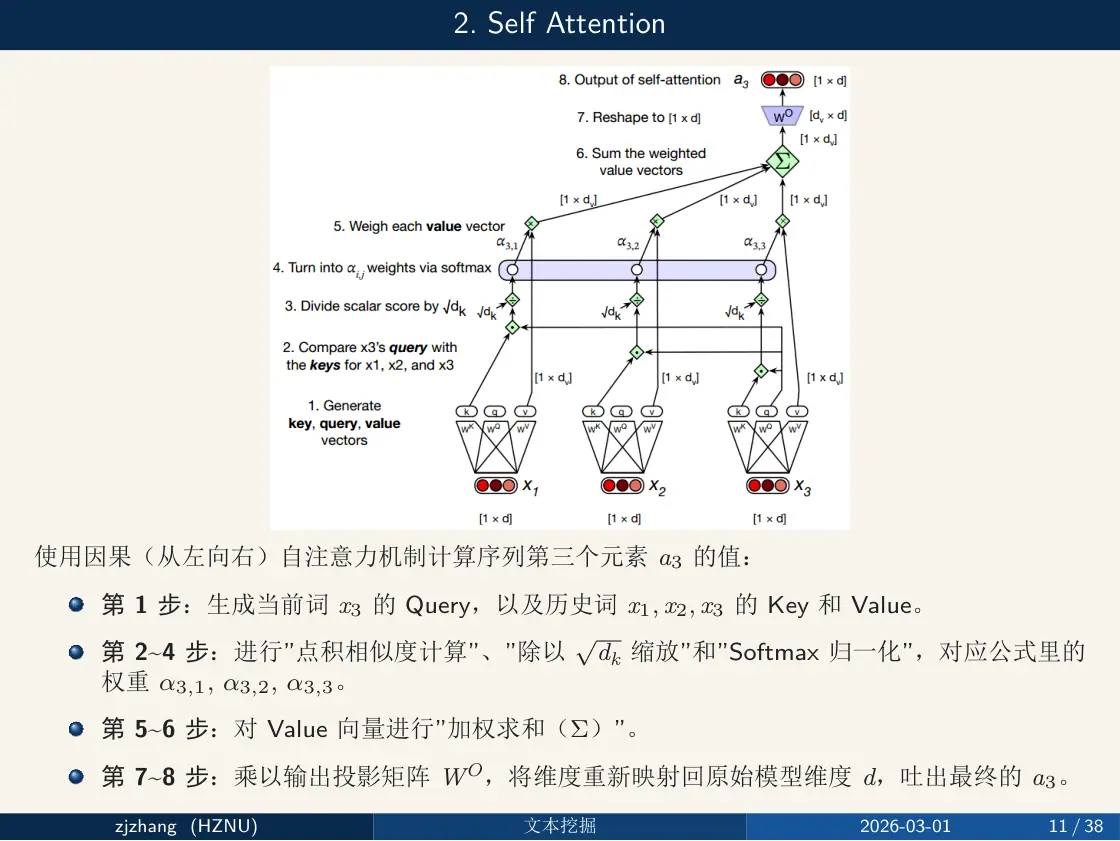 2. Self Attention
8. Output of self-attention a₃ [1 × d]
7. Reshape to [1 x d] Wᴼ [dᵥ × d]
[1 × dᵥ]
6. Sum the weighted
value vectors
Σ
[1 × dᵥ] [1 × dᵥ] [1 × dᵥ]
5. Weigh each value vector × × ×
α₃,₁ α₃,₂ α₃,₃
4. Turn into αᵢ,ⱼ weights via softmax
3. Divide scalar score by √dₖ √dₖ ÷ √dₖ ÷ √dₖ ÷
2. Compare x3's query with
the keys for x1, x2, and x3
[1 × dᵥ] [1 × dᵥ] [1 x dᵥ]
1. Generate
key, query, value
vectors
k q v k q v k q v
Wᴷ WQ Wⱽ Wᴷ WQ Wⱽ Wᴷ WQ Wⱽ
x₁ x₂ x₃
[1 × d] [1 × d] [1 × d]
使用因果（从左向右）自注意力机制计算序列第三个元素 a₃ 的值：
第 1 步：生成当前词 x₃ 的 Query，以及历史词 x₁, x₂, x₃ 的 Key 和 Value。
第 2~4 步：进行"点积相似度计算"、"除以 √dₖ 缩放"和"Softmax 归一化"，对应公式里的
权重 α₃,₁, α₃,₂, α₃,₃。
第 5~6 步：对 Value 向量进行"加权求和（Σ）"。
第 7~8 步：乘以输出投影矩阵 Wᴼ，将维度重新映射回原始模型维度 d，吐出最终的 a₃。
zjzhang (HZNU) 文本挖掘 2026-03-01 11 / 38